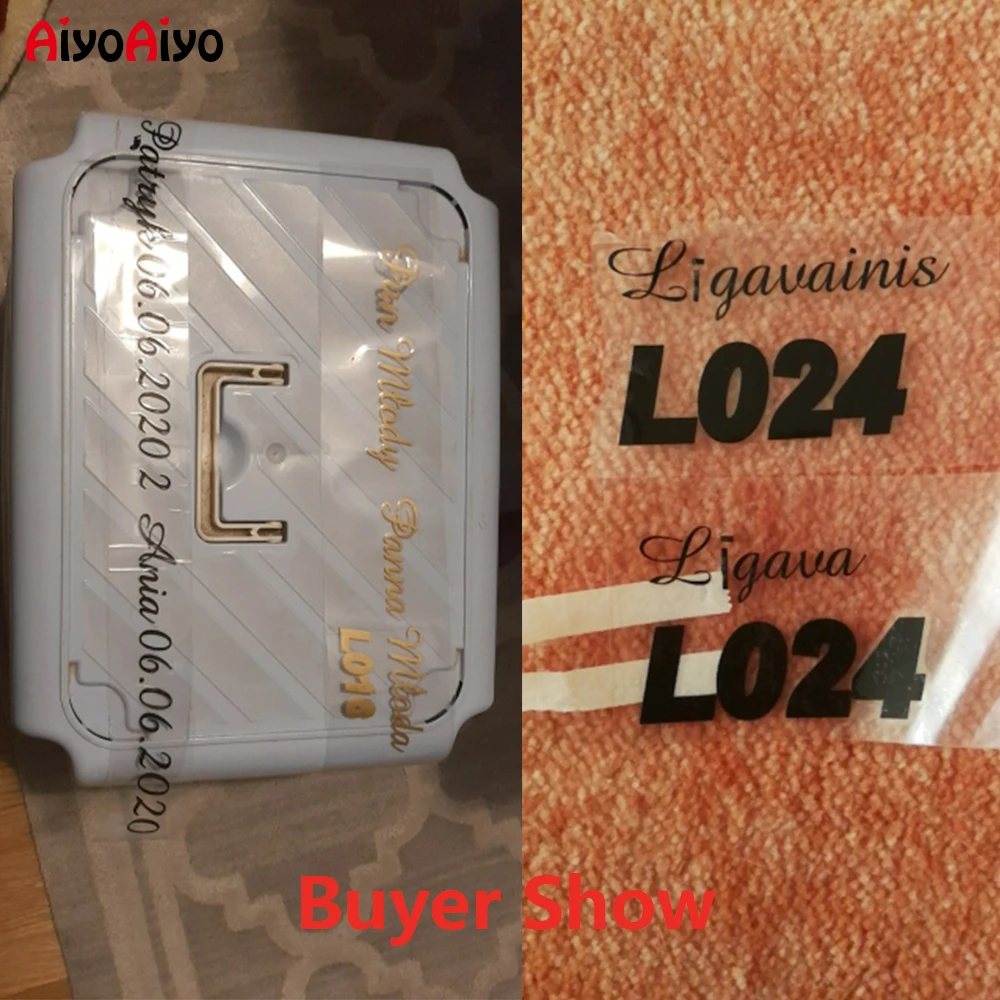 AiyoAiyo
Patryk 06.06.2020 2 Ania 06.06.2020
Pan Młody Panna Młoda
L018
Līgavainis
L024
Līgava
L024
Buyer Show